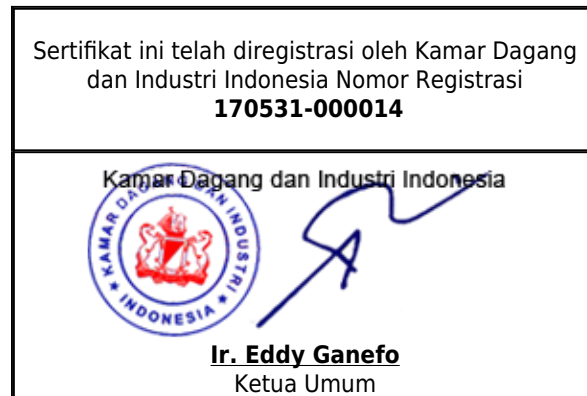 Sertifikat ini telah diregistrasi oleh Kamar Dagang
dan Industri Indonesia Nomor Registrasi
170531-000014
Kamar Dagang dan Industri Indonesia
KAMAR DAGANG DAN INDUSTRI
INDONESIA
Ir. Eddy Ganefo
Ketua Umum